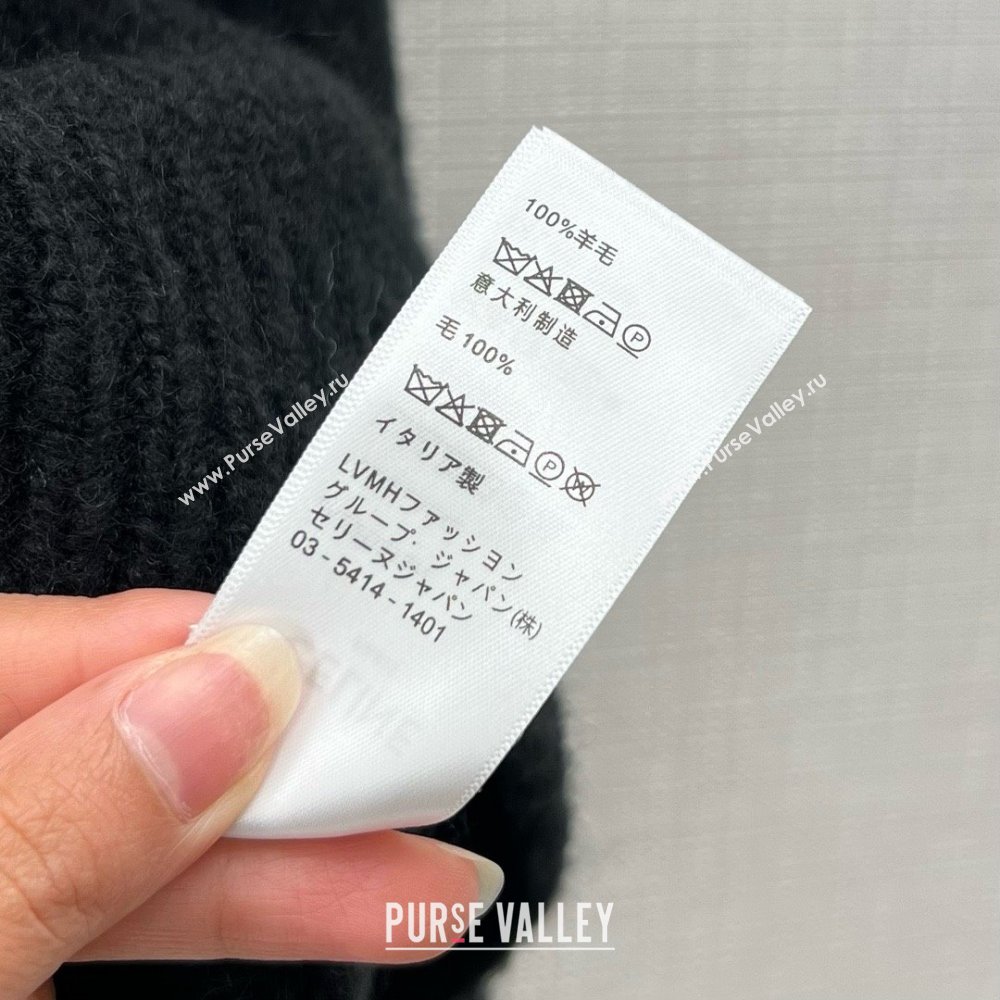 100%羊毛
P
意大利制造
毛 100%
P W
イタリア製
LVMHファッション
グループ. ジャパン(株)
セリーヌジャパン
03 - 5414 - 1401
www.PurseValley.ru
www.PurseValley.ru
PURSE VALLEY